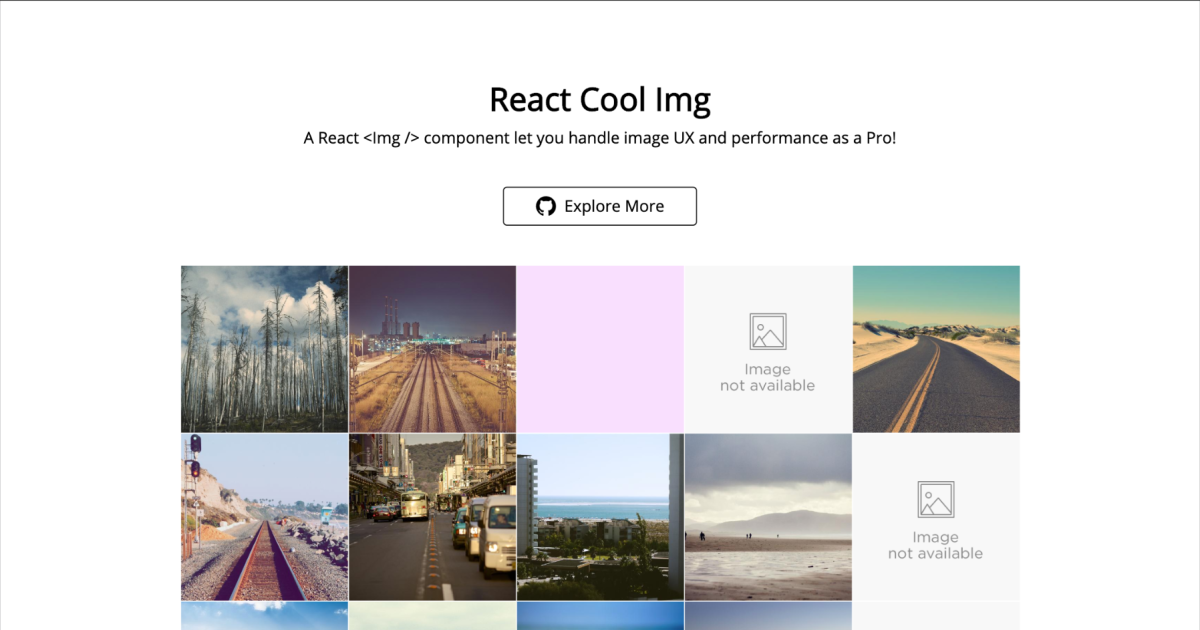 React Cool Img
A React <Img /> component let you handle image UX and performance as a Pro!
Explore More
Image
not available
Image
not available